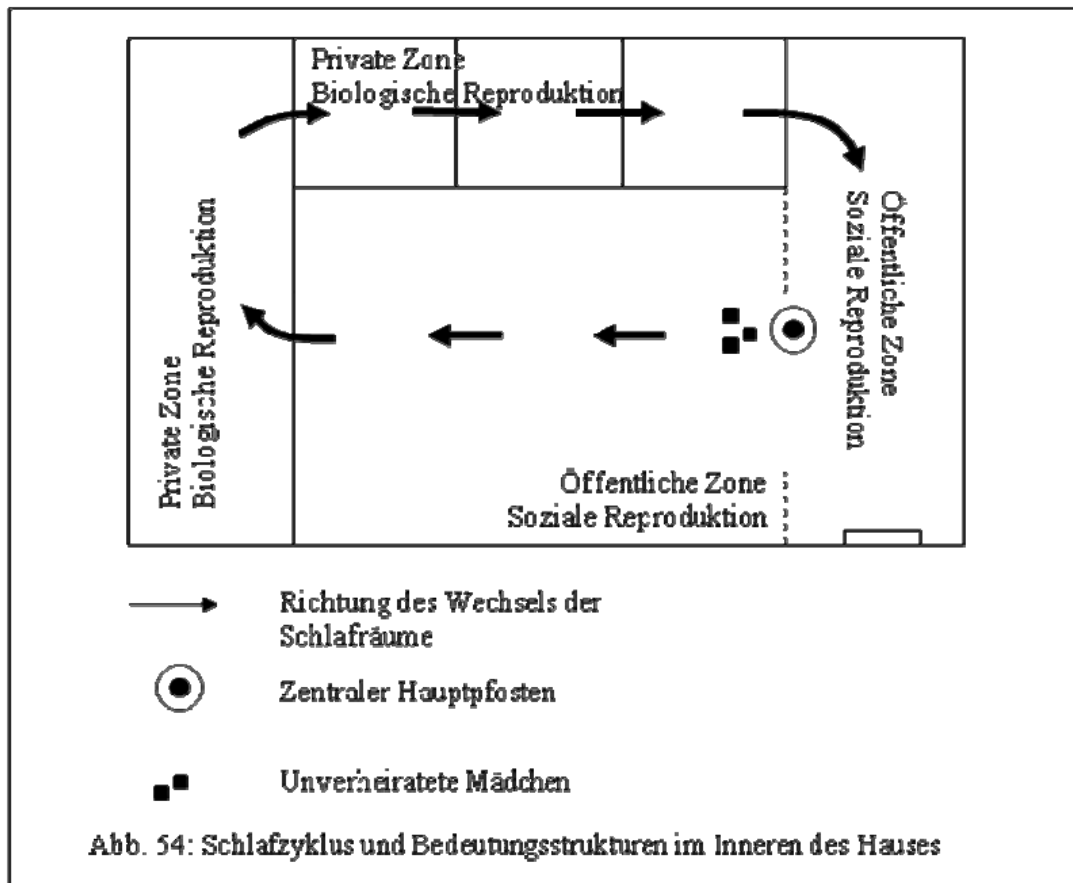 Private Zone
Biologische Reproduktion
Private Zone
Biologische Reproduktion
Öffentliche Zone
Soziale Reproduktion
Öffentliche Zone
Soziale Reproduktion
Richtung des Wechsels der
Schlafräume
Zentraler Hauptpfosten
Unverheiratete Mädchen
Abb. 54: Schlafzyklus und Bedeutungsstrukturen im Inneren des Hauses